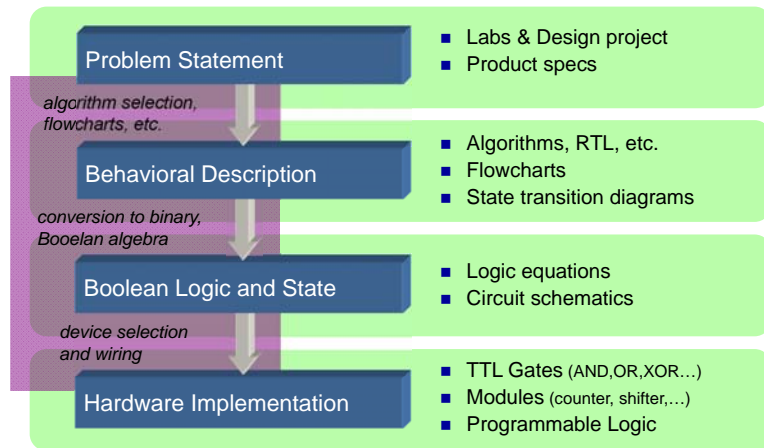 Problem Statement
■ Labs & Design project
■ Product specs
algorithm selection,
flowcharts, etc.
Behavioral Description
■ Algorithms, RTL, etc.
■ Flowcharts
■ State transition diagrams
conversion to binary,
Booelan algebra
Boolean Logic and State
■ Logic equations
■ Circuit schematics
device selection
and wiring
Hardware Implementation
■ TTL Gates (AND,OR,XOR…)
■ Modules (counter, shifter,…)
■ Programmable Logic